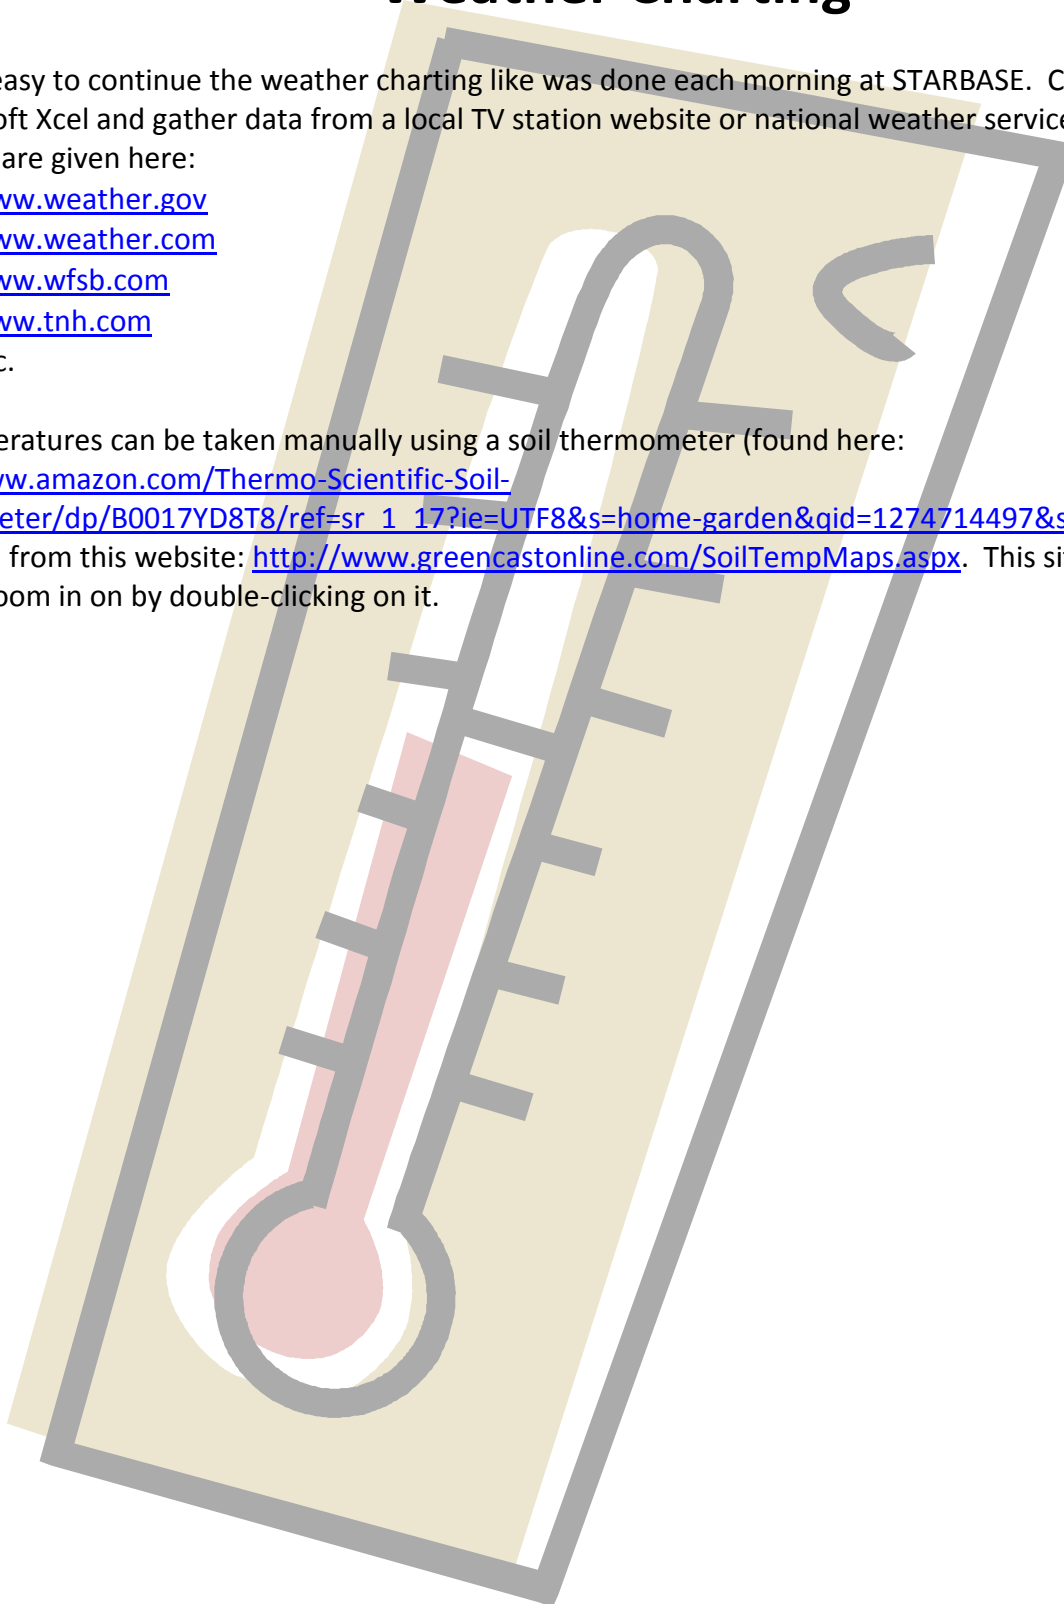 Weather Charting
easy to continue the weather charting like was done each morning at STARBASE. C
oft Xcel and gather data from a local TV station website or national weather service
are given here:
ww.weather.gov
ww.weather.com
ww.wfsb.com
ww.tnh.com
c.
eratures can be taken manually using a soil thermometer (found here:
ww.amazon.com/Thermo-Scientific-Soil-
eter/dp/B0017YD8T8/ref=sr_1_17?ie=UTF8&s=home-garden&qid=1274714497&s
from this website: http://www.greencastonline.com/SoilTempMaps.aspx. This si
oom in on by double-clicking on it.